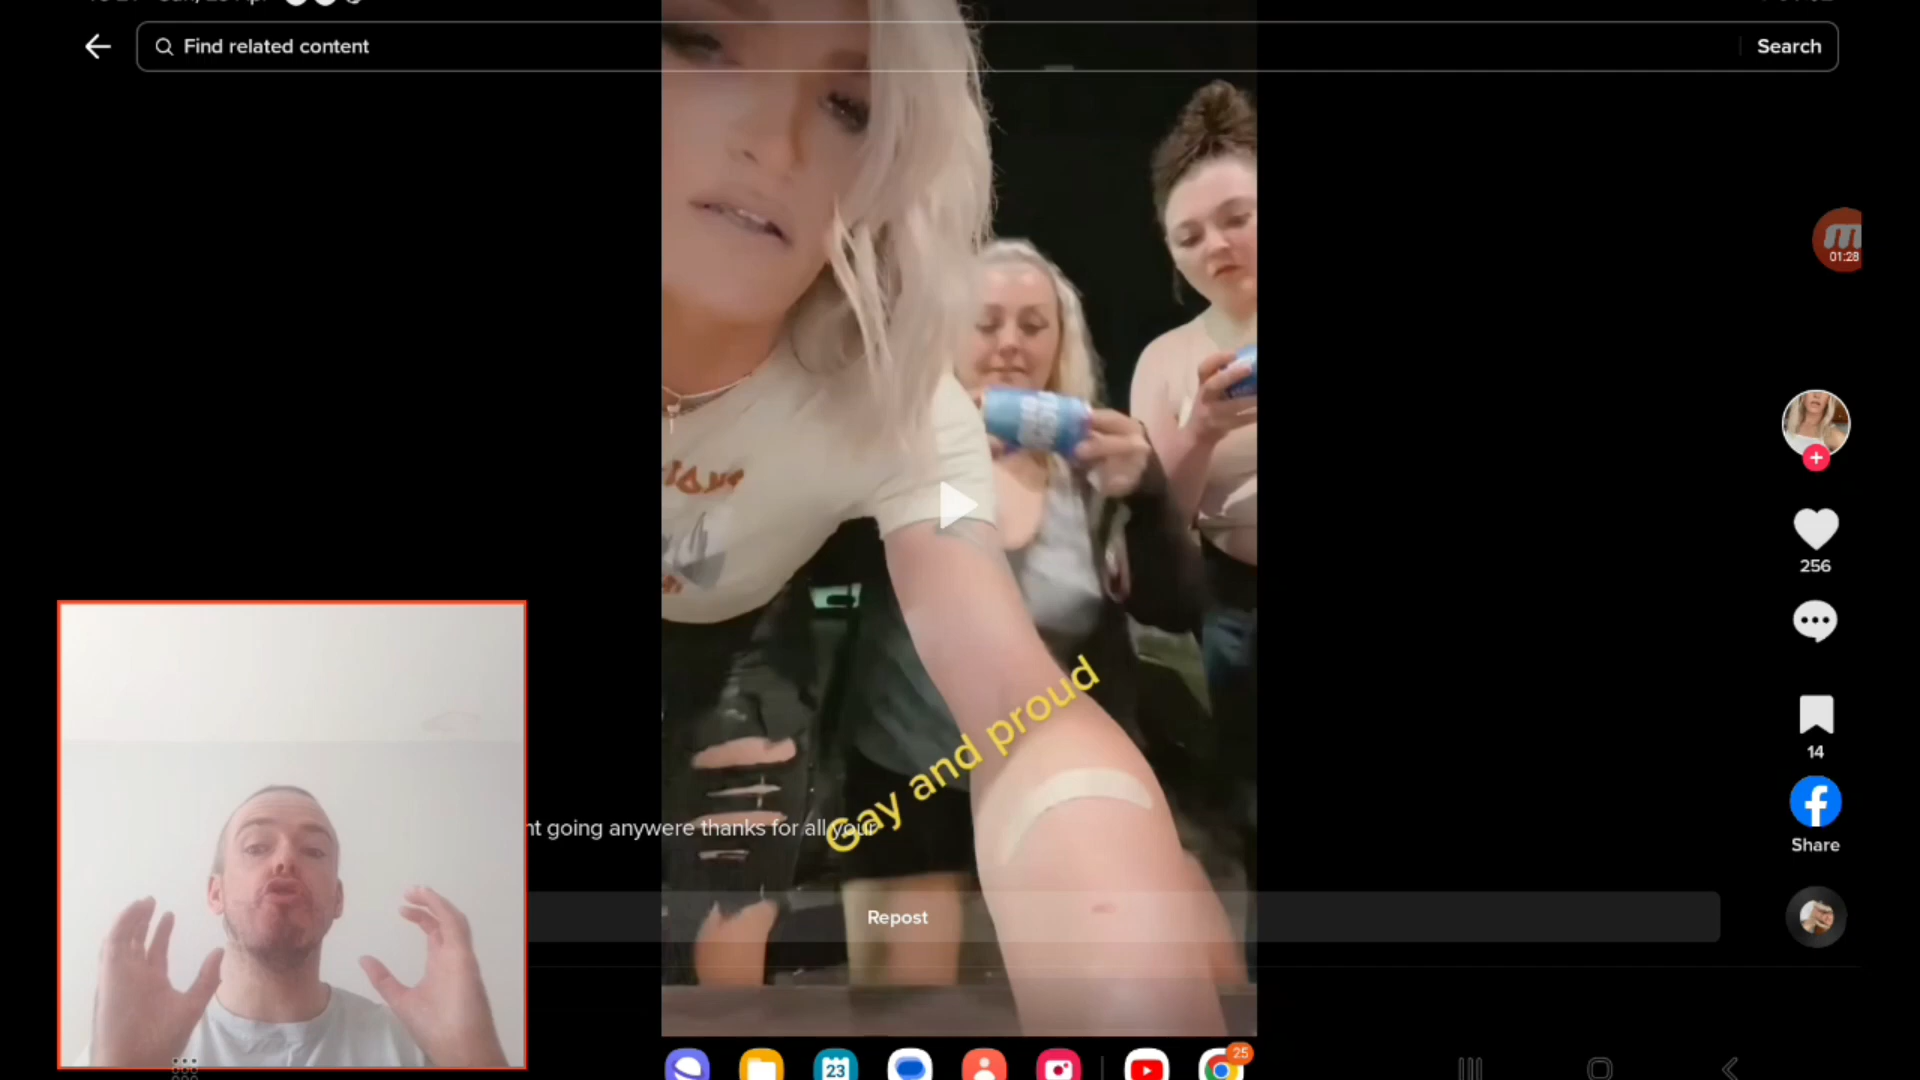 Find related content
Search
01:28
256
14
Share
Gay and proud
going anywere thanks for all your
Repost
23
25